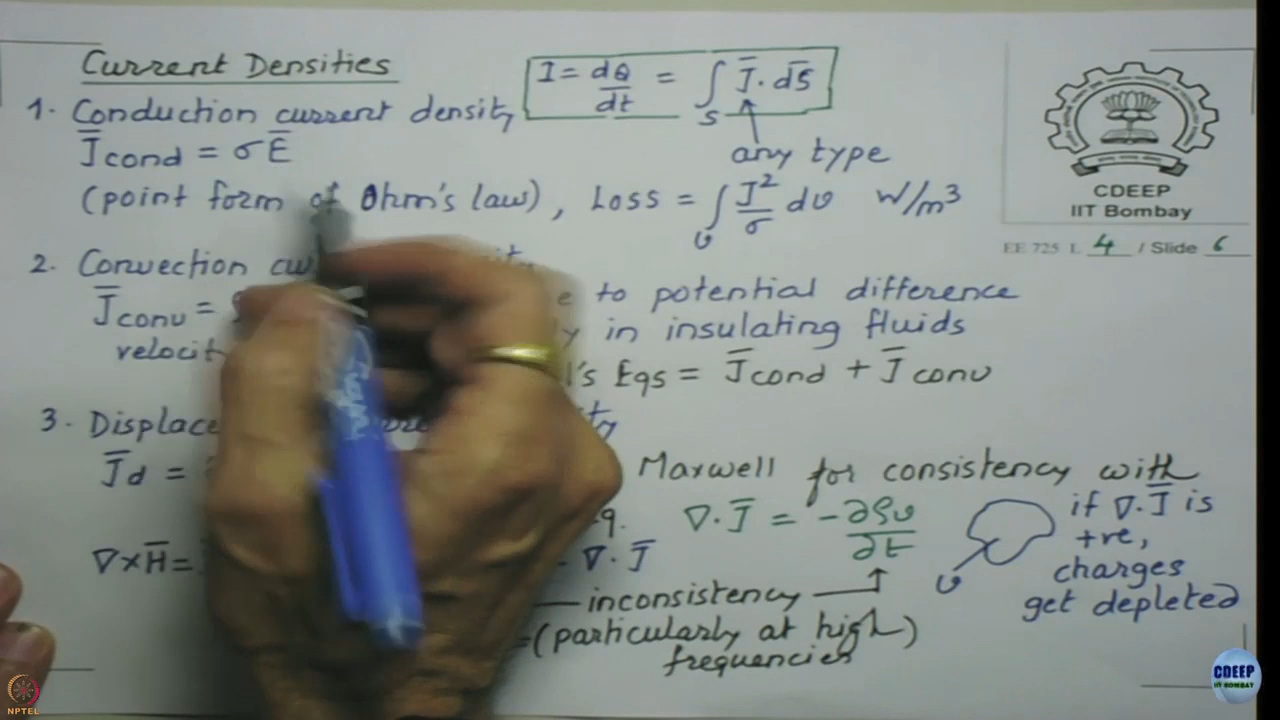 Current Densities
I = dQ/dt = ∫_S J̄ · dS̄
any type
1. Conduction current density
J̄cond = σĒ
(point form of Ohm's law), Loss = ∫_v J²/σ dv W/m³
2. Convection
J̄conv =
to potential difference
in insulating fluids
Eqs = J̄cond + J̄conv
3.
J̄d = Maxwell for consistency with
∇·J̄ = -∂ρv/∂t
∇×H̄ = ∇·J̄
if ∇·J̄ is
+ve,
charges
get depleted
v
inconsistency
(particularly at high)
frequencies
CDEEP
IIT Bombay
EE 725 L 4 / Slide 6
NPTEL
CDEEP
IIT BOMBAY